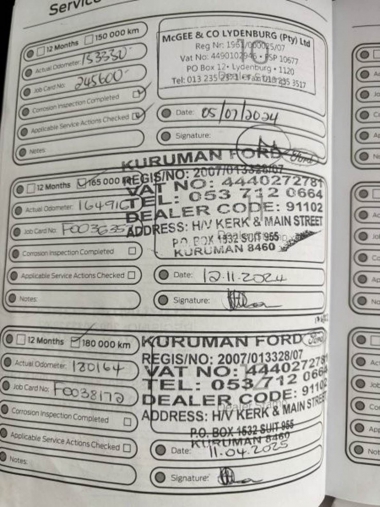 Service
12 Months 150 000 km
Actual Odometer: 153350
Job Card No: 245600
Corrosion Inspection Completed
Applicable Service Actions Checked
Notes:
McGEE & CO LYDENBURG (Pty) Ltd
PO Box 12 • Lydenburg • 1120
Date: 05/07/2024
Signature:
12 Months 165 000 km
Actual Odometer: 164916
Job Card No:
Corrosion Inspection Completed
Applicable Service Actions Checked
Notes:
KURUMAN FORD Ford
REGIS/NO: 2007/013328/07
VAT NO: 4440272781
TEL: 053 712 0664
DEALER CODE: 91102
ADDRESS: H/V KERK & MAIN STREET
P.O. BOX 1532 SUIT 955
KURUMAN 8460
Date: 12.11.2024
Signature:
12 Months 180 000 km
Actual Odometer: 180164
Job Card No: F0038172
Corrosion Inspection Completed
Applicable Service Actions Checked
Notes:
KURUMAN FORD Ford
REGIS/NO: 2007/013328/07
VAT NO: 4440272781
TEL: 053 712 066
DEALER CODE: 91102
ADDRESS: H/V KERK & MAIN STREET
P.O. BOX 1532 SUIT 955
KURUMAN 8460
Date: 11.04.2025
Signature: